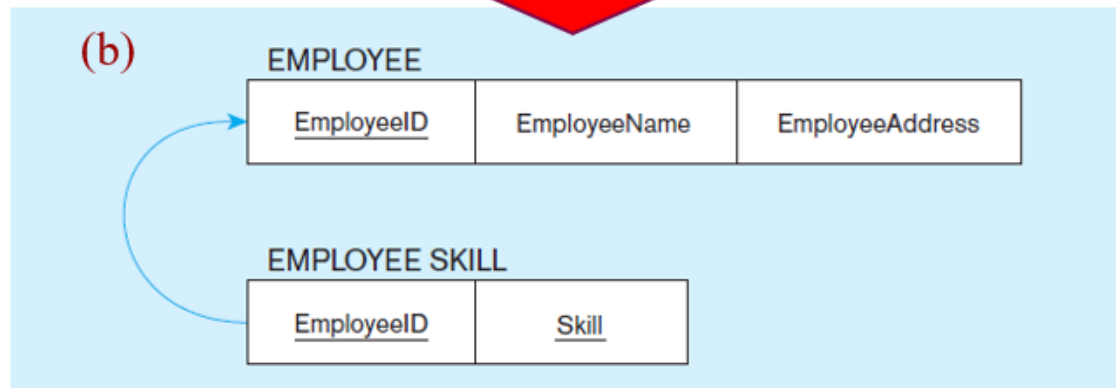 (b)
EMPLOYEE
EmployeeID EmployeeName EmployeeAddress
EMPLOYEE SKILL
EmployeeID Skill